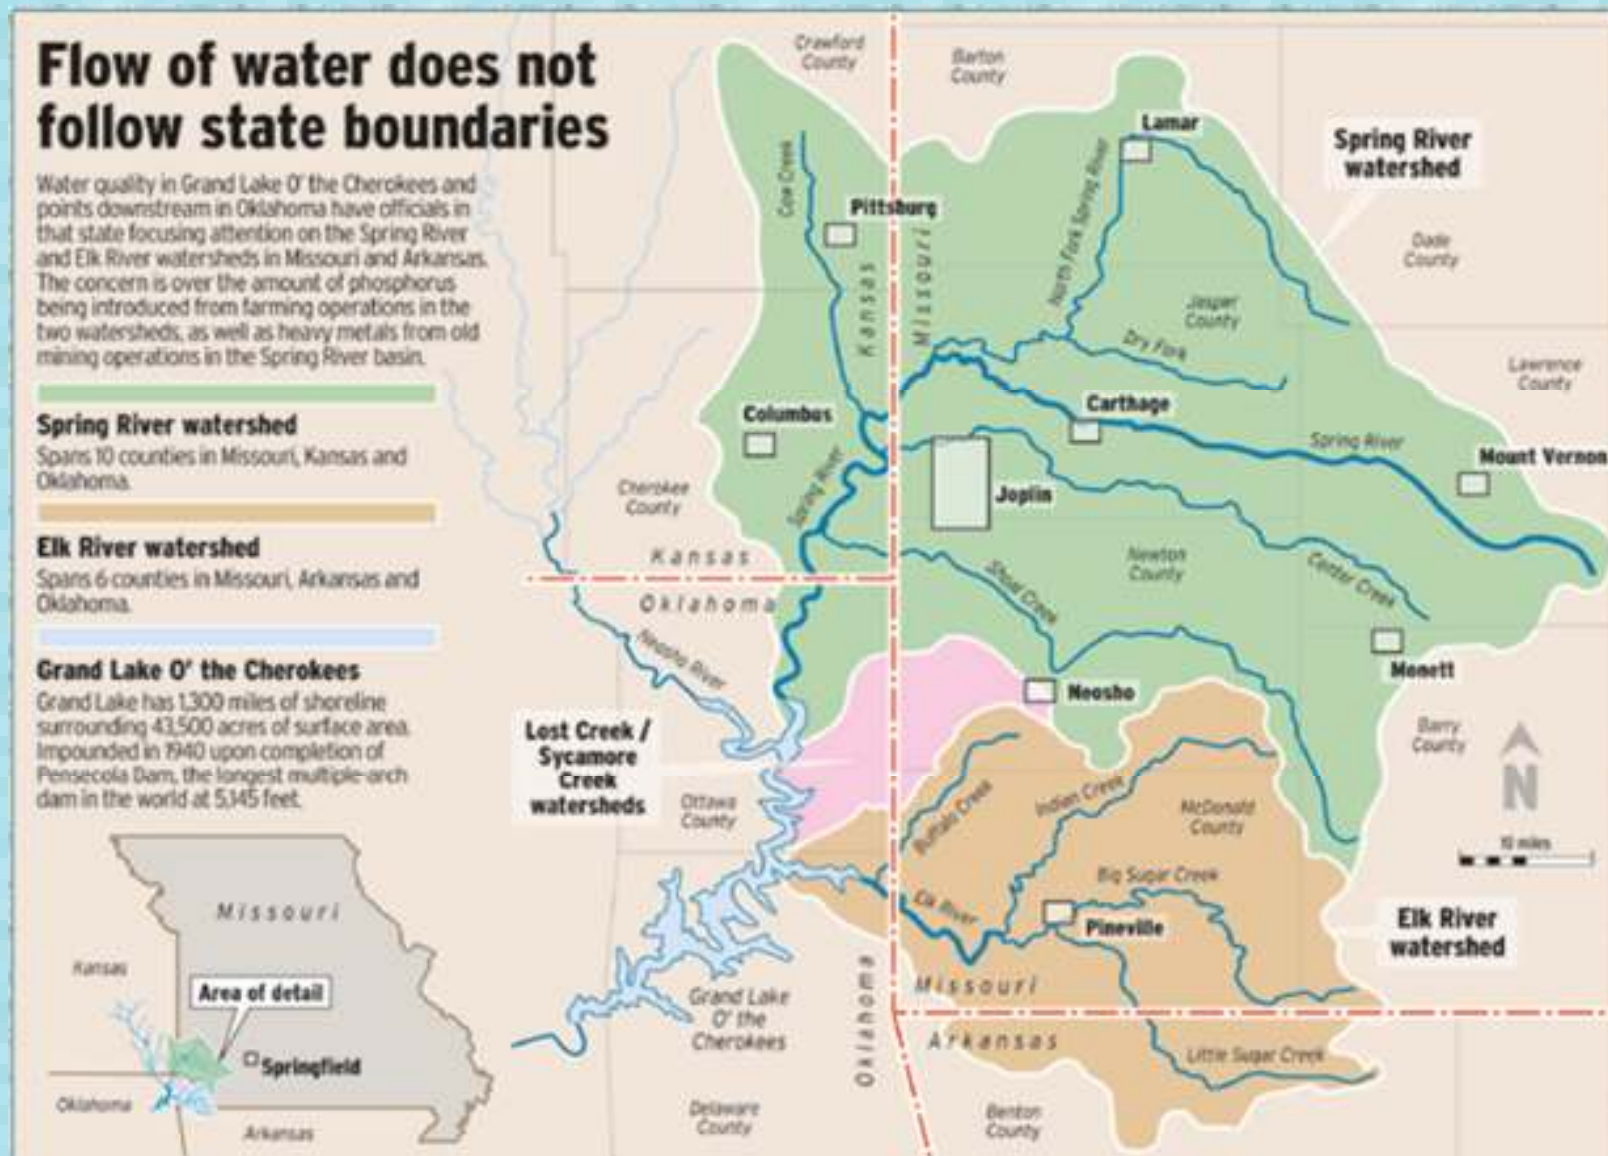 Flow of water does not
follow state boundaries
Water quality in Grand Lake O' the Cherokees and
points downstream in Oklahoma have officials in
that state focusing attention on the Spring River
and Elk River watersheds in Missouri and Arkansas.
The concern is over the amount of phosphorus
being introduced from farming operations in the
two watersheds, as well as heavy metals from old
mining operations in the Spring River basin.
Spring River watershed
Spans 10 counties in Missouri, Kansas and
Oklahoma.
Elk River watershed
Spans 6 counties in Missouri, Arkansas and
Oklahoma.
Grand Lake O' the Cherokees
Grand Lake has 1,300 miles of shoreline
surrounding 43,500 acres of surface area.
Impounded in 1940 upon completion of
Pensecola Dam, the longest multiple-arch
dam in the world at 5,145 feet.
Missouri
Kansas
Area of detail
Springfield
Oklahoma
Arkansas
Crawford
County
Barton
County
Lamar
Spring River
watershed
Cow Creek
Pittsburg
North Fork Spring River
Kansas
Missouri
Dade
County
Jasper
County
Dry Fork
Lawrence
County
Columbus
Carthage
Spring River
Mount Vernon
Cherokee
County
Spring River
Joplin
Kansas
Oklahoma
Newton
County
Shoal Creek
Center Creek
Neosho River
Monett
Neosho
Lost Creek /
Sycamore
Creek
watersheds
Barry
County
N
Ottawa
County
Buffalo Creek
Indian Creek
McDonald
County
10 miles
Big Sugar Creek
Elk River
Pineville
Elk River
watershed
Grand Lake
O' the
Cherokees
Oklahoma
Missouri
Arkansas
Little Sugar Creek
Delaware
County
Benton
County